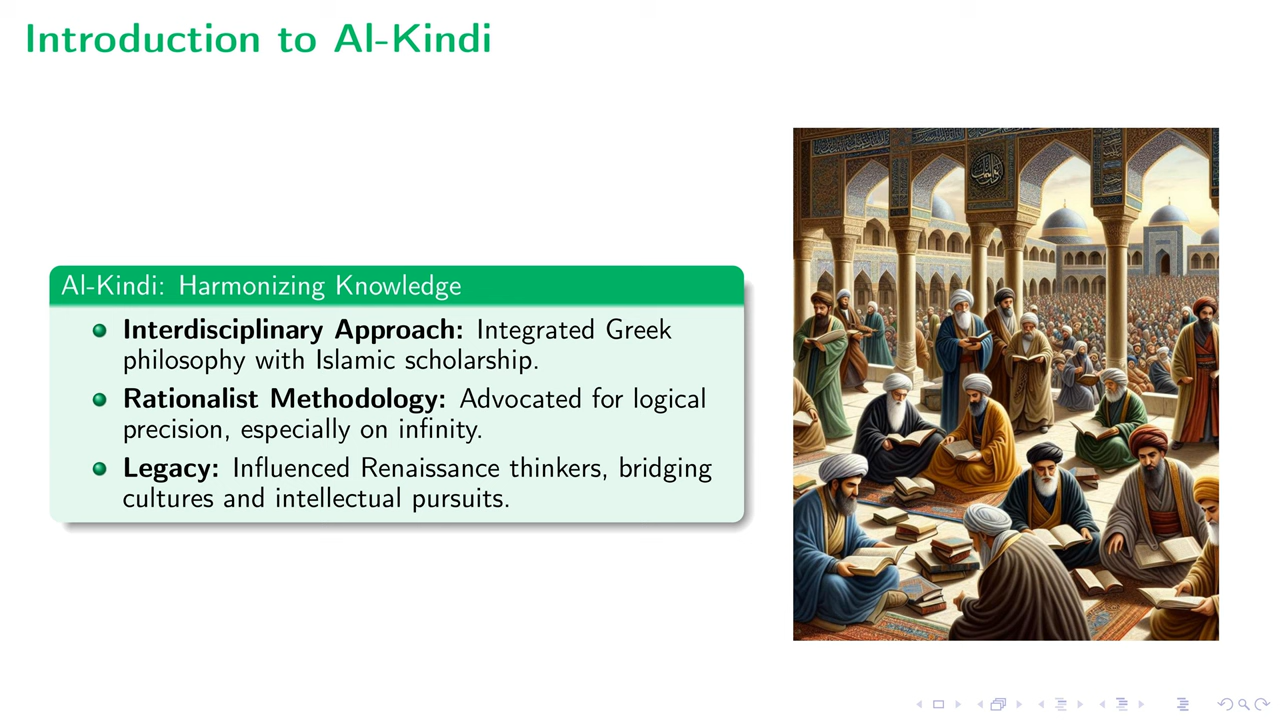 Introduction to Al-Kindi
Al-Kindi: Harmonizing Knowledge
Interdisciplinary Approach: Integrated Greek
philosophy with Islamic scholarship.
Rationalist Methodology: Advocated for logical
precision, especially on infinity.
Legacy: Influenced Renaissance thinkers, bridging
cultures and intellectual pursuits.